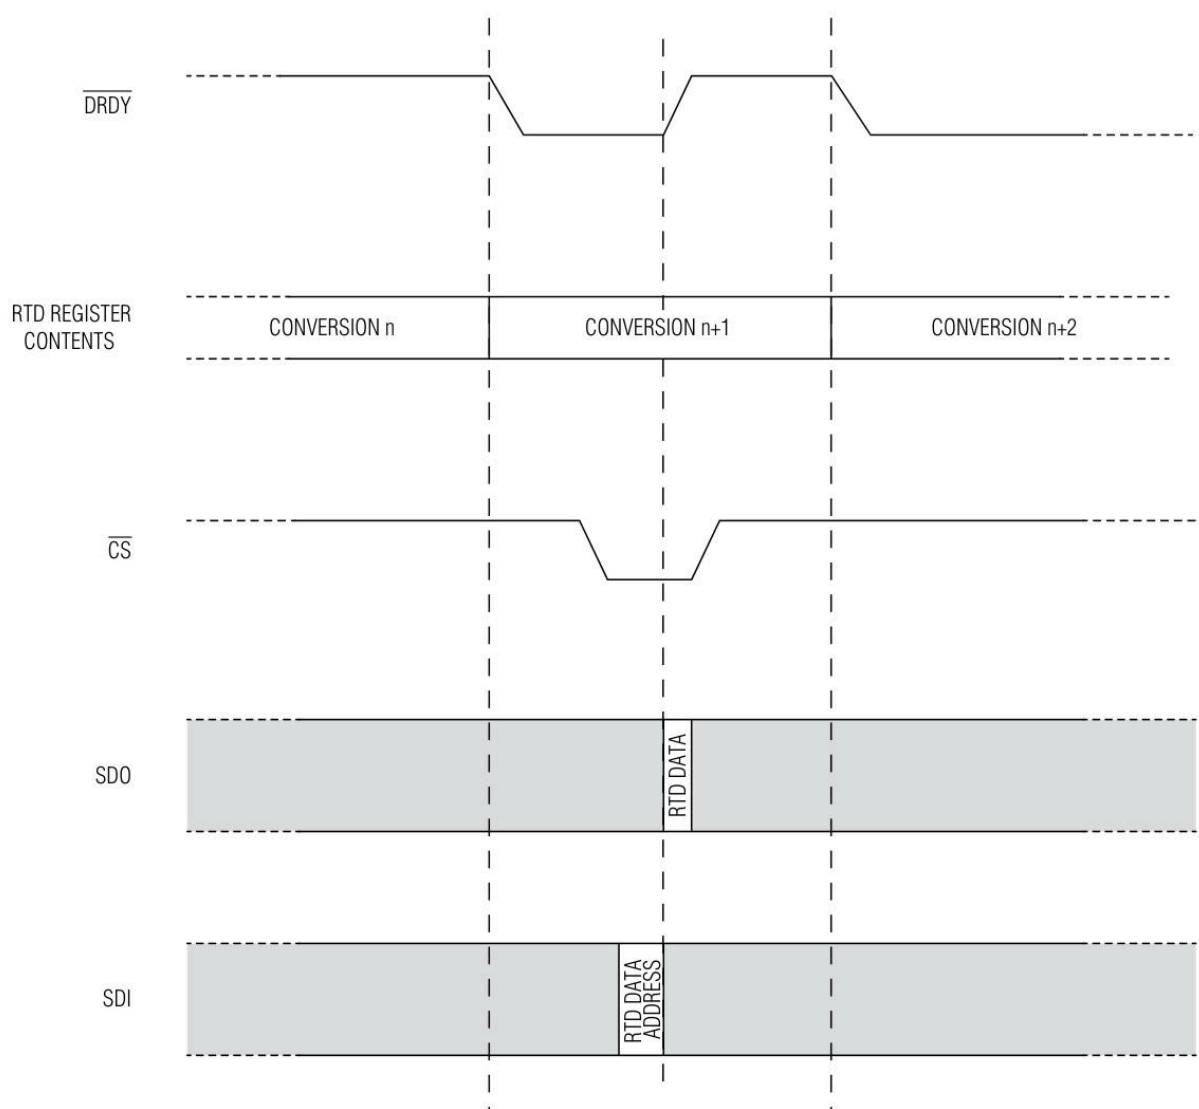 DRDY
RTD REGISTER
CONTENTS
CONVERSION n
CONVERSION n+1
CONVERSION n+2
CS
SDO
RTD DATA
SDI
RTD DATA
ADDRESS